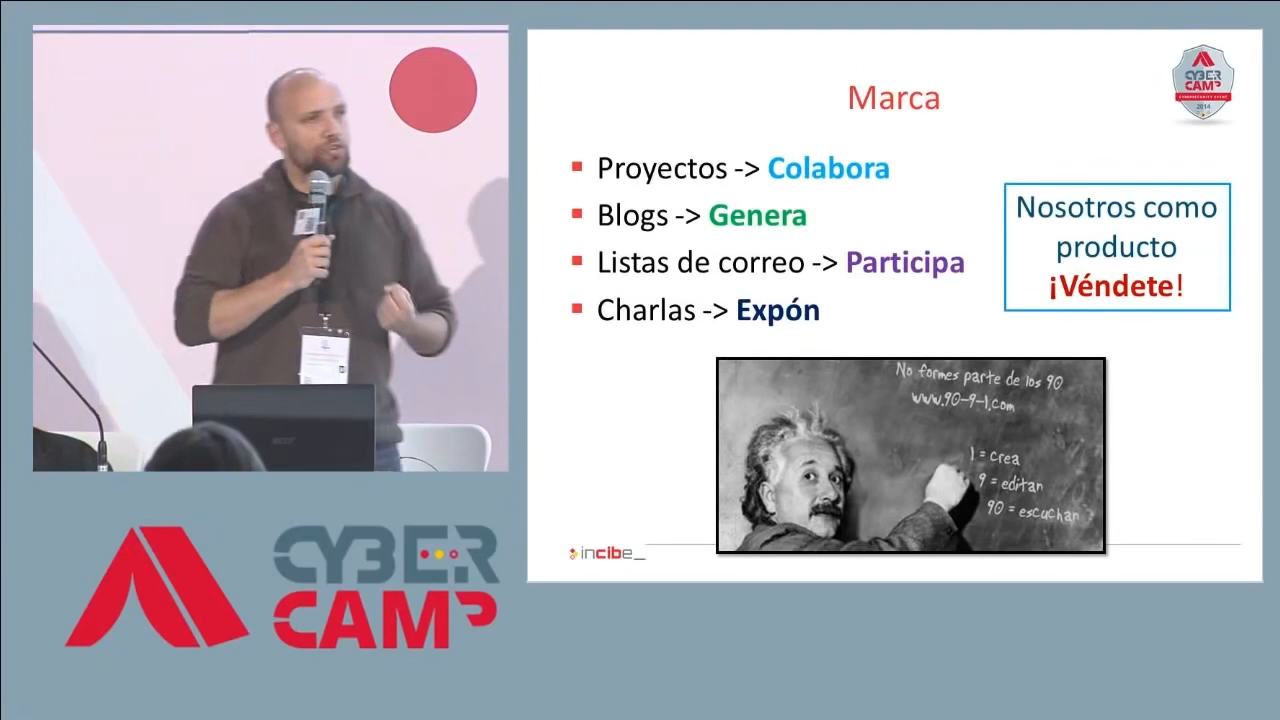 Marca
CYBER
CAMP
CYBERSECURITY EVENT
2014
Proyectos -> Colabora
Blogs -> Genera
Listas de correo -> Participa
Charlas -> Expón
Nosotros como
producto
¡Véndete!
No formes parte de los 90
www.90-9-1.com
1 = crea
9 = editan
90 = escuchan
incibe_
CYBER
CAMP